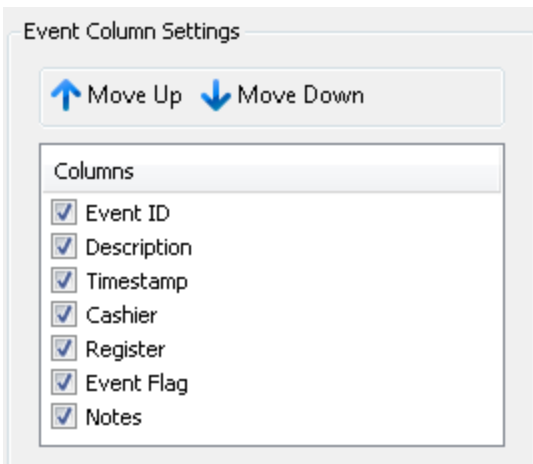 Event Column Settings
Move Up Move Down
Columns
Event ID
Description
Timestamp
Cashier
Register
Event Flag
Notes